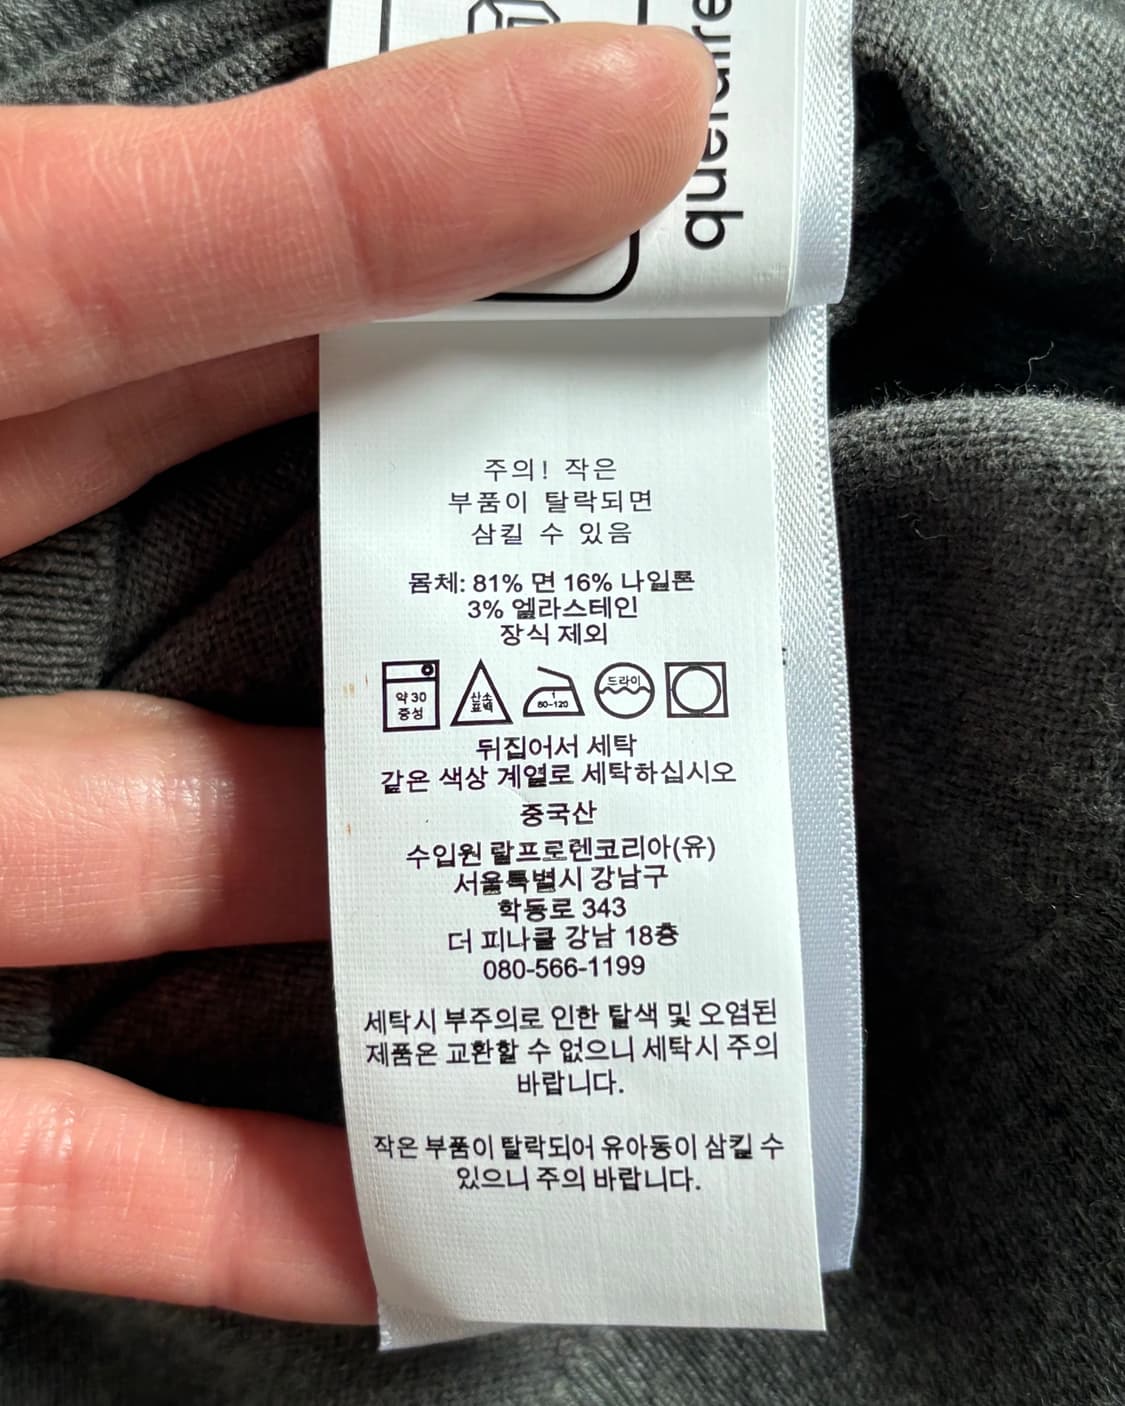 주의! 작은
부품이 탈락되면
삼킬 수 있음
몸체: 81% 면 16% 나일론
3% 엘라스테인
장식 제외
약 30
중성
산소
표백
1
80-120
드라이
뒤집어서 세탁
같은 색상 계열로 세탁하십시오
중국산
수입원 랄프로렌코리아(유)
서울특별시 강남구
학동로 343
더 피나클 강남 18층
080-566-1199
세탁시 부주의로 인한 탈색 및 오염된
제품은 교환할 수 없으니 세탁시 주의
바랍니다.
작은 부품이 탈락되어 유아동이 삼킬 수
있으니 주의 바랍니다.